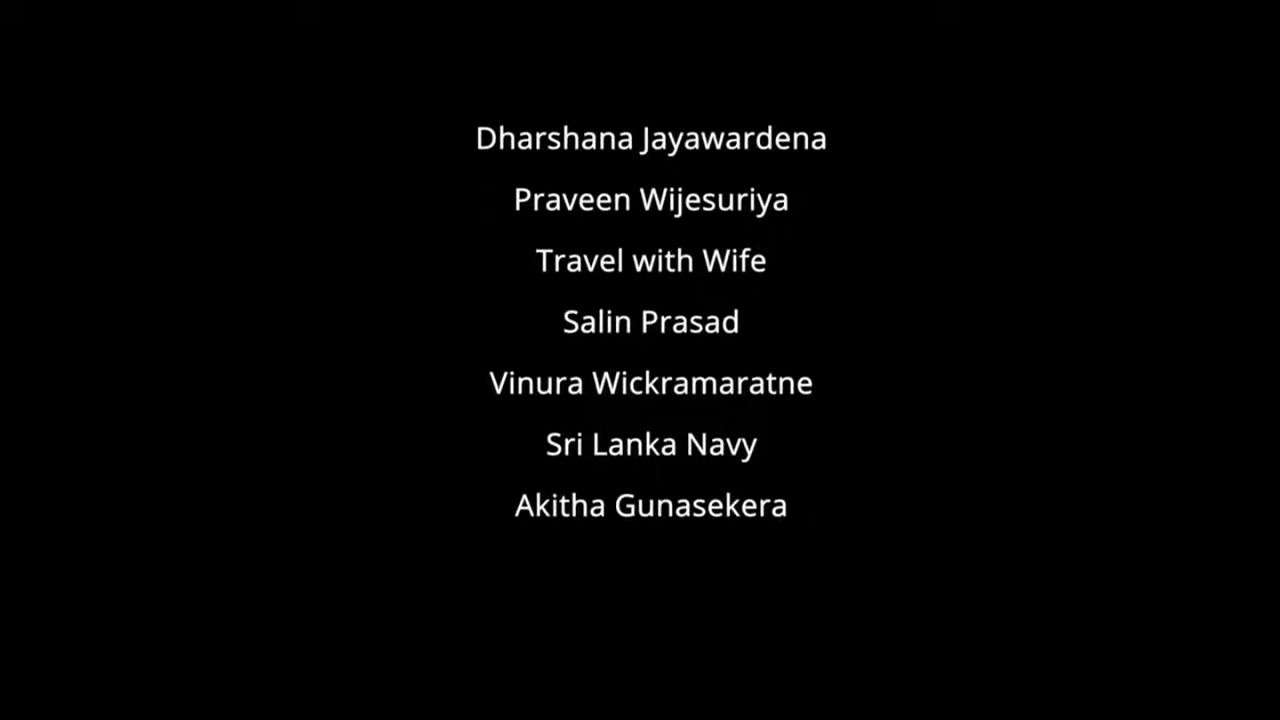 Dharshana Jayawardena
Praveen Wijesuriya
Travel with Wife
Salin Prasad
Vinura Wickramaratne
Sri Lanka Navy
Akitha Gunasekera